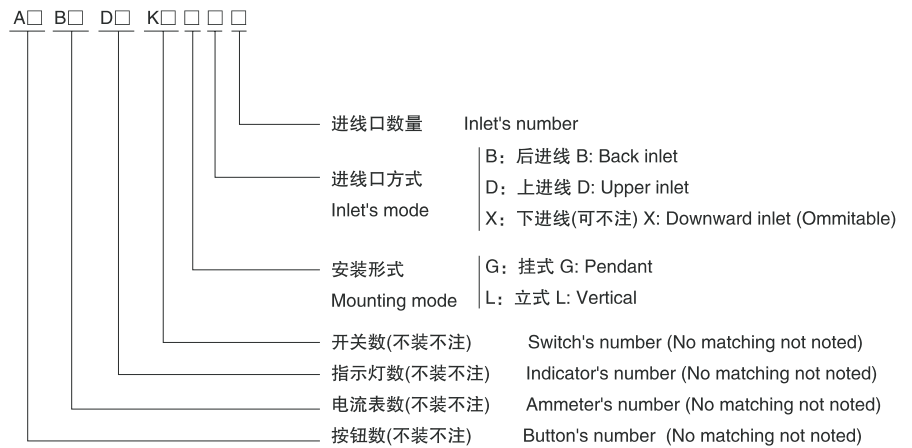 A□ B□ D□ K□ □ □ □
进线口数量 Inlet's number
进线口方式
Inlet's mode
B：后进线 B: Back inlet
D：上进线 D: Upper inlet
X：下进线(可不注) X: Downward inlet (Ommitable)
安装形式
Mounting mode
G：挂式 G: Pendant
L：立式 L: Vertical
开关数(不装不注) Switch's number (No matching not noted)
指示灯数(不装不注) Indicator's number (No matching not noted)
电流表数(不装不注) Ammeter's number (No matching not noted)
按钮数(不装不注) Button's number (No matching not noted)